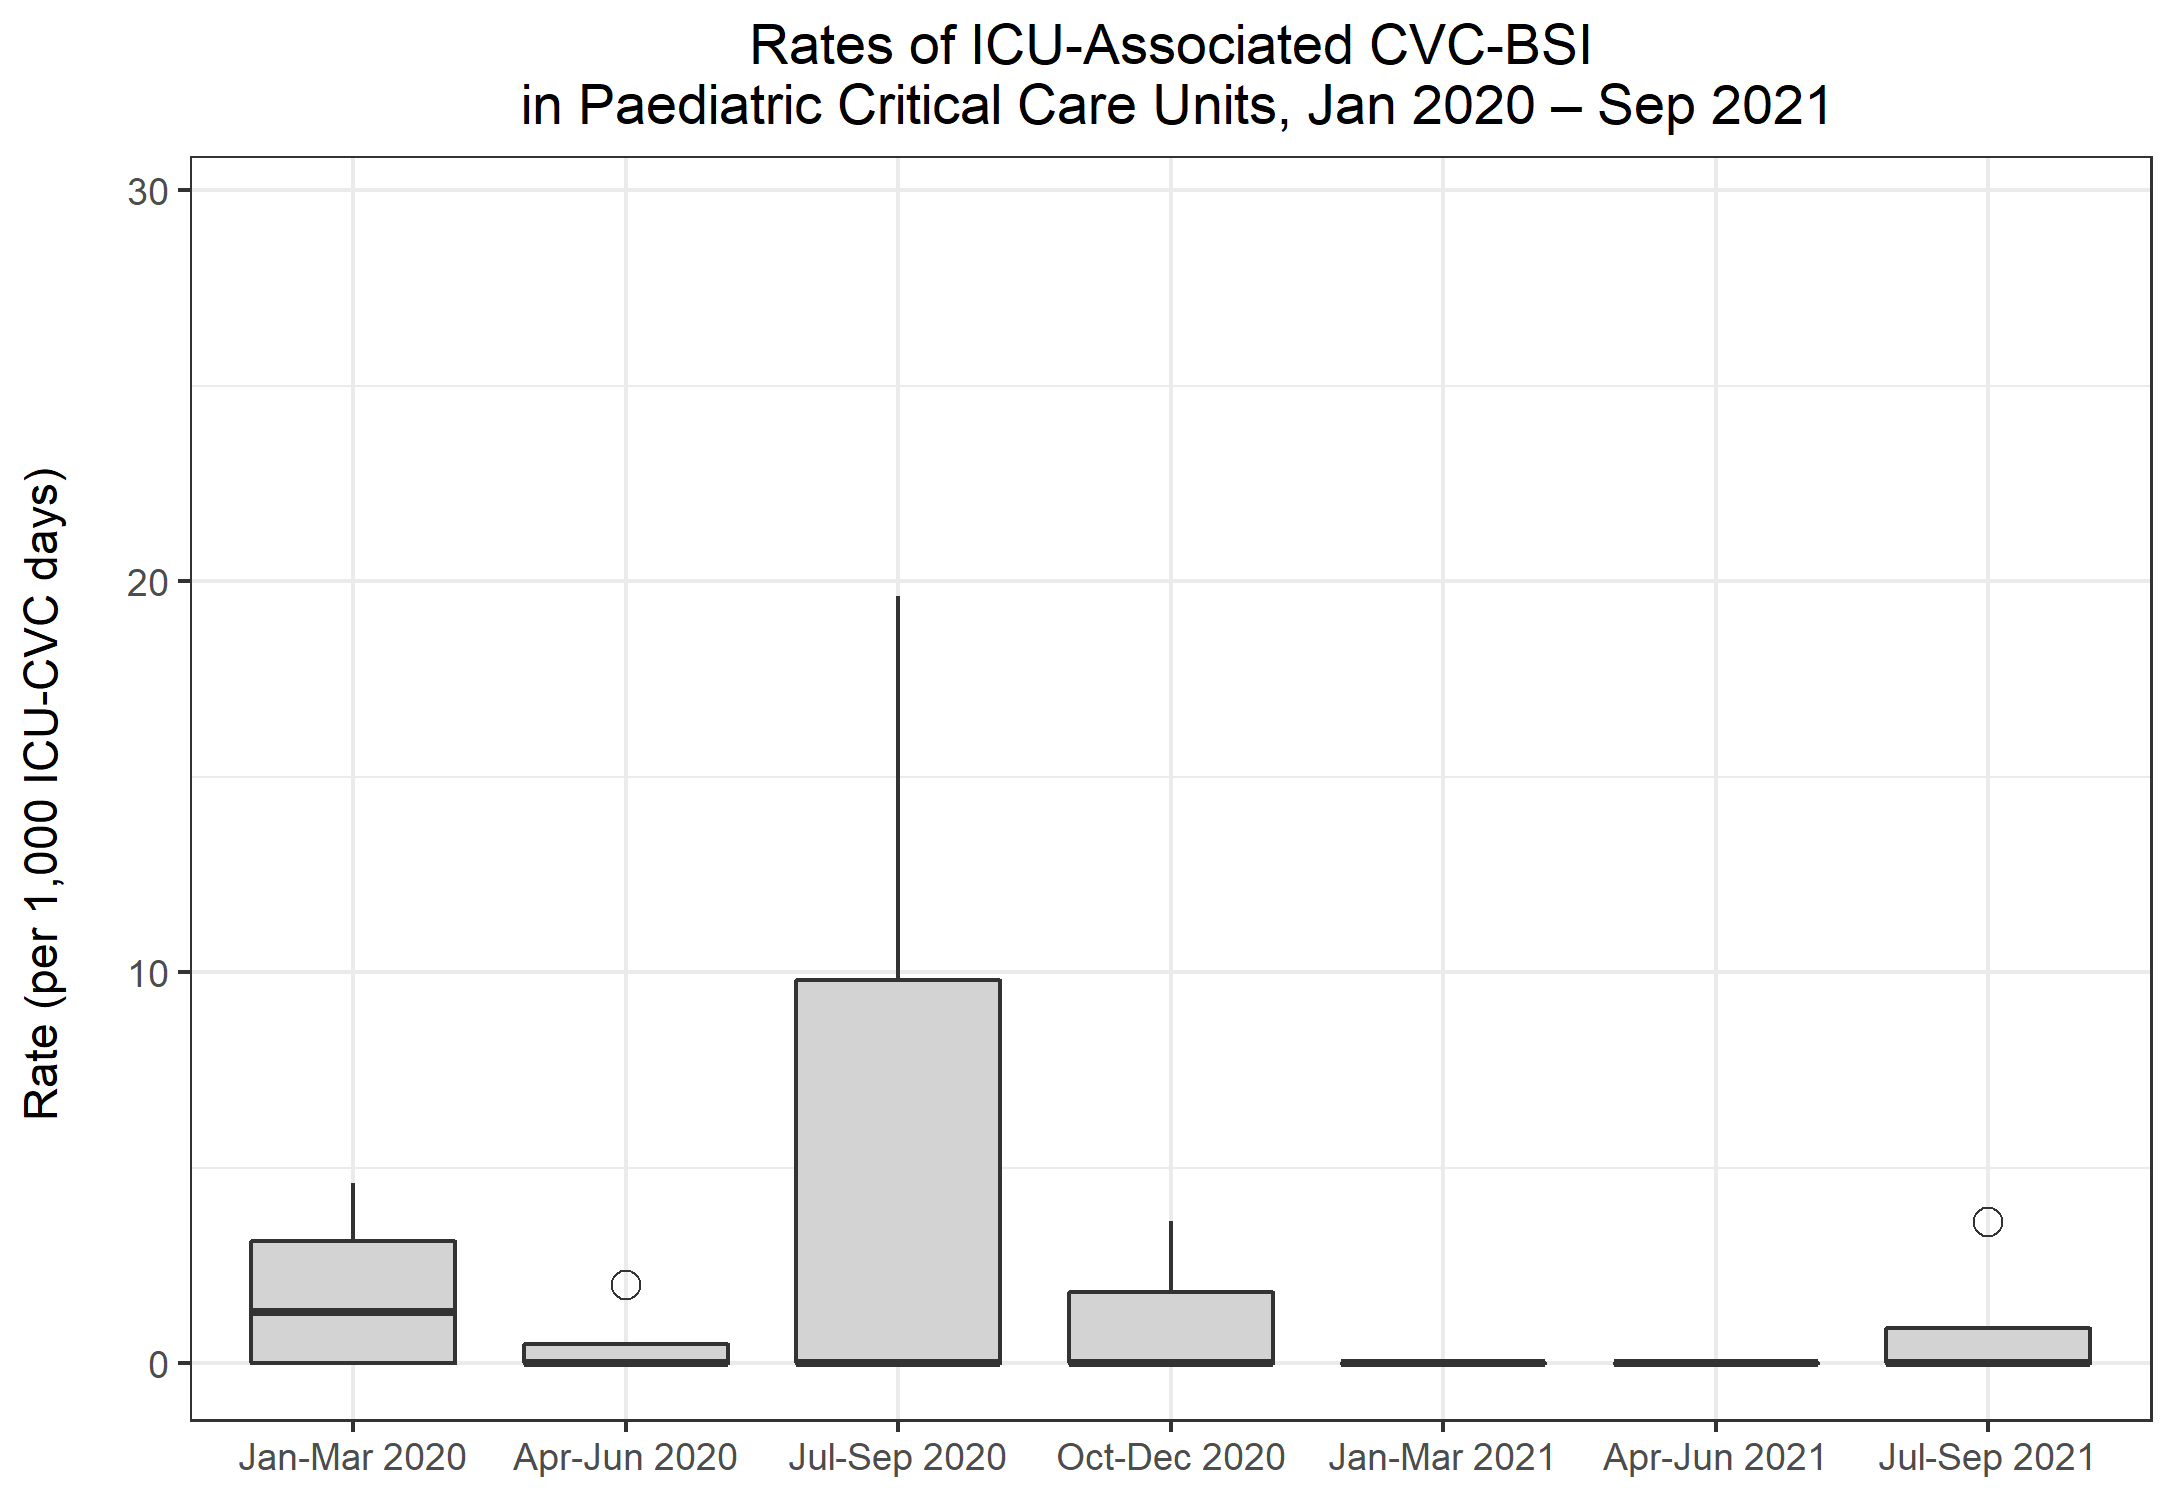 Rates of ICU-Associated CVC-BSI
in Paediatric Critical Care Units, Jan 2020 – Sep 2021
Rate (per 1,000 ICU-CVC days)
30
20
10
0
Jan-Mar 2020
Apr-Jun 2020
Jul-Sep 2020
Oct-Dec 2020
Jan-Mar 2021
Apr-Jun 2021
Jul-Sep 2021